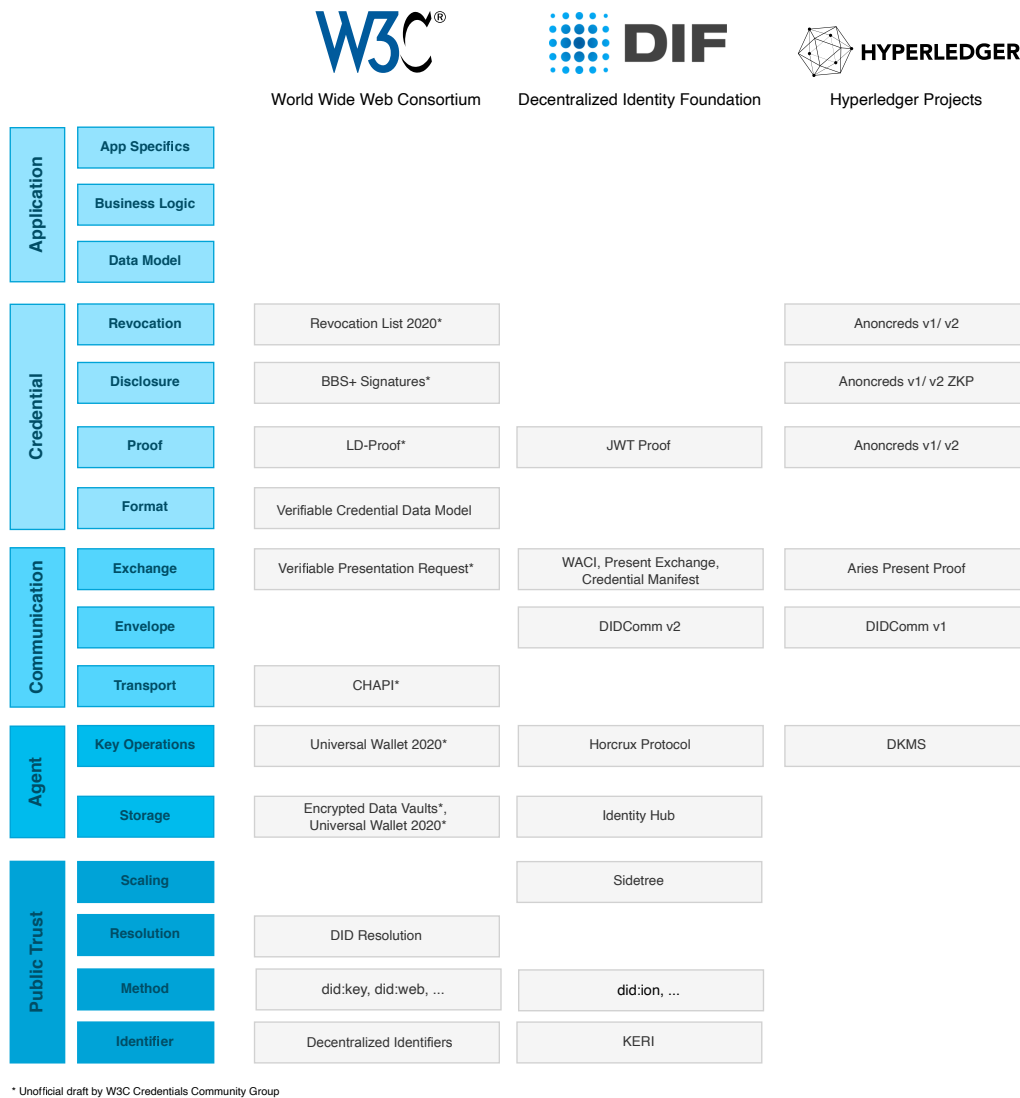 W3C®
DIF
HYPERLEDGER
World Wide Web Consortium
Decentralized Identity Foundation
Hyperledger Projects
Application
App Specifics
Business Logic
Data Model
Credential
Revocation
Revocation List 2020*
Anoncreds v1/ v2
Disclosure
BBS+ Signatures*
Anoncreds v1/ v2 ZKP
Proof
LD-Proof*
JWT Proof
Anoncreds v1/ v2
Format
Verifiable Credential Data Model
Communication
Exchange
Verifiable Presentation Request*
WACI, Present Exchange,
Credential Manifest
Aries Present Proof
Envelope
DIDComm v2
DIDComm v1
Transport
CHAPI*
Agent
Key Operations
Universal Wallet 2020*
Horcrux Protocol
DKMS
Storage
Encrypted Data Vaults*,
Universal Wallet 2020*
Identity Hub
Public Trust
Scaling
Sidetree
Resolution
DID Resolution
Method
did:key, did:web, ...
did:ion, ...
Identifier
Decentralized Identifiers
KERI
* Unofficial draft by W3C Credentials Community Group